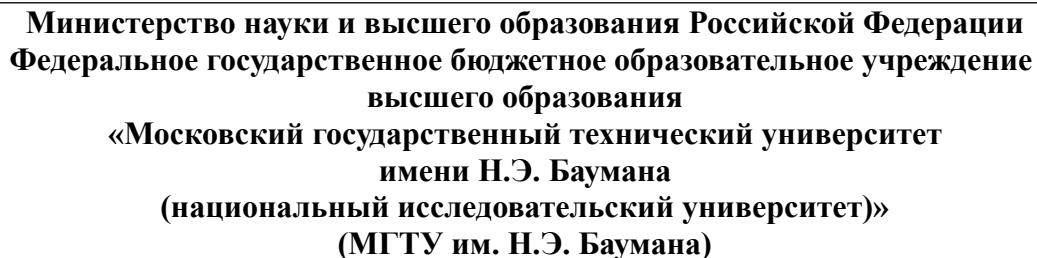 Министерство науки и высшего образования Российской Федерации
Федеральное государственное бюджетное образовательное учреждение
высшего образования
«Московский государственный технический университет
имени Н.Э. Баумана
(национальный исследовательский университет)»
(МГТУ им. Н.Э. Баумана)